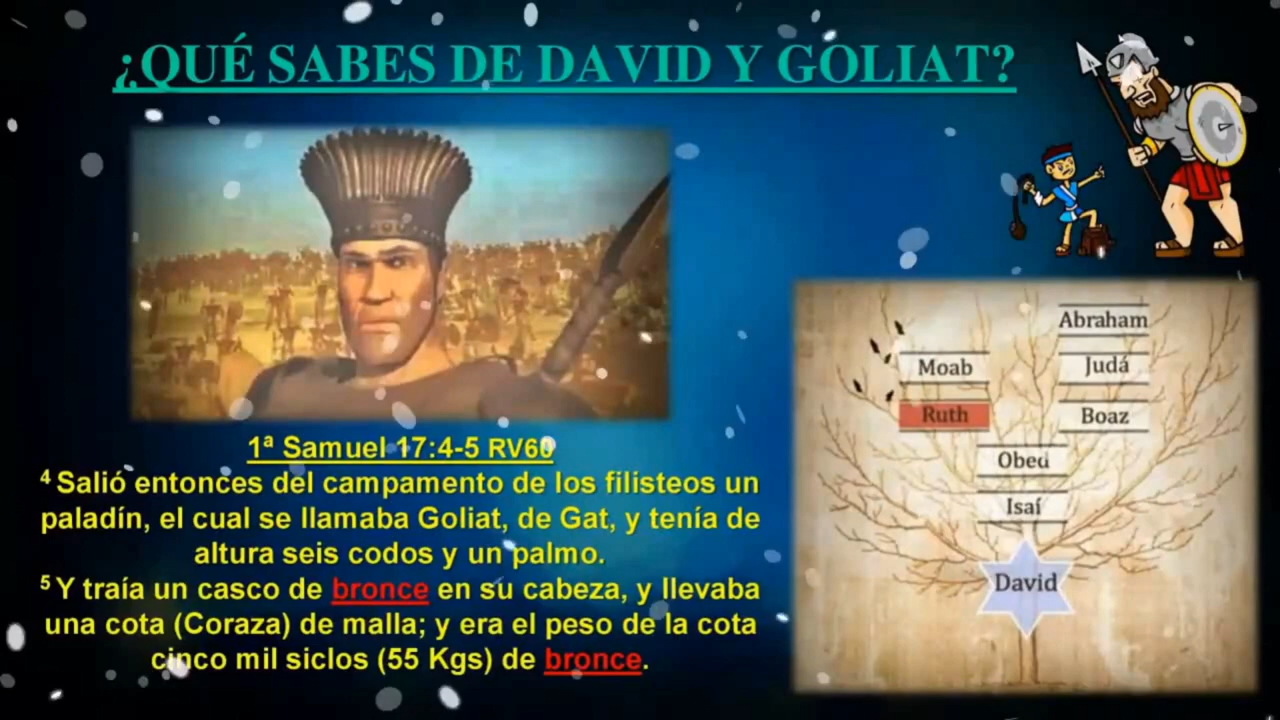 ¿QUÉ SABES DE DAVID Y GOLIAT?
1ª Samuel 17:4-5 RV60
⁴ Salió entonces del campamento de los filisteos un
paladín, el cual se llamaba Goliat, de Gat, y tenía de
altura seis codos y un palmo.
⁵ Y traía un casco de bronce en su cabeza, y llevaba
una cota (Coraza) de malla; y era el peso de la cota
cinco mil siclos (55 Kgs) de bronce.
Abraham
Moab
Judá
Ruth
Boaz
Obed
Isaí
David